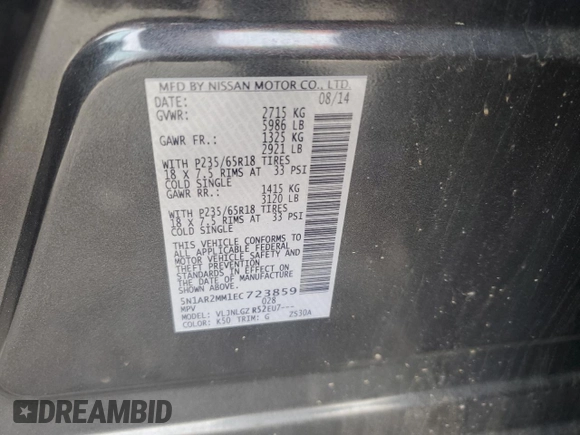 MFD BY NISSAN MOTOR CO., LTD.
DATE: 08/14
GVWR: 2715 KG
5986 LB
GAWR FR.: 1325 KG
2921 LB
WITH P235/65R18 TIRES
18 X 7.5 RIMS AT 33 PSI
COLD SINGLE
GAWR RR.: 1415 KG
3120 LB
WITH P235/65R18 TIRES
18 X 7.5 RIMS AT 33 PSI
COLD SINGLE
THIS VEHICLE CONFORMS TO
ALL APPLICABLE FEDERAL
MOTOR VEHICLE SAFETY AND
THEFT PREVENTION
STANDARDS IN EFFECT ON
THE DATE OF MANUFACTURE
5N1AR2MM1EC723859
MPV 028
MODEL: VLJNLGZ R52EU7---
COLOR: K50 TRIM: G ZS30A
DREAMBID